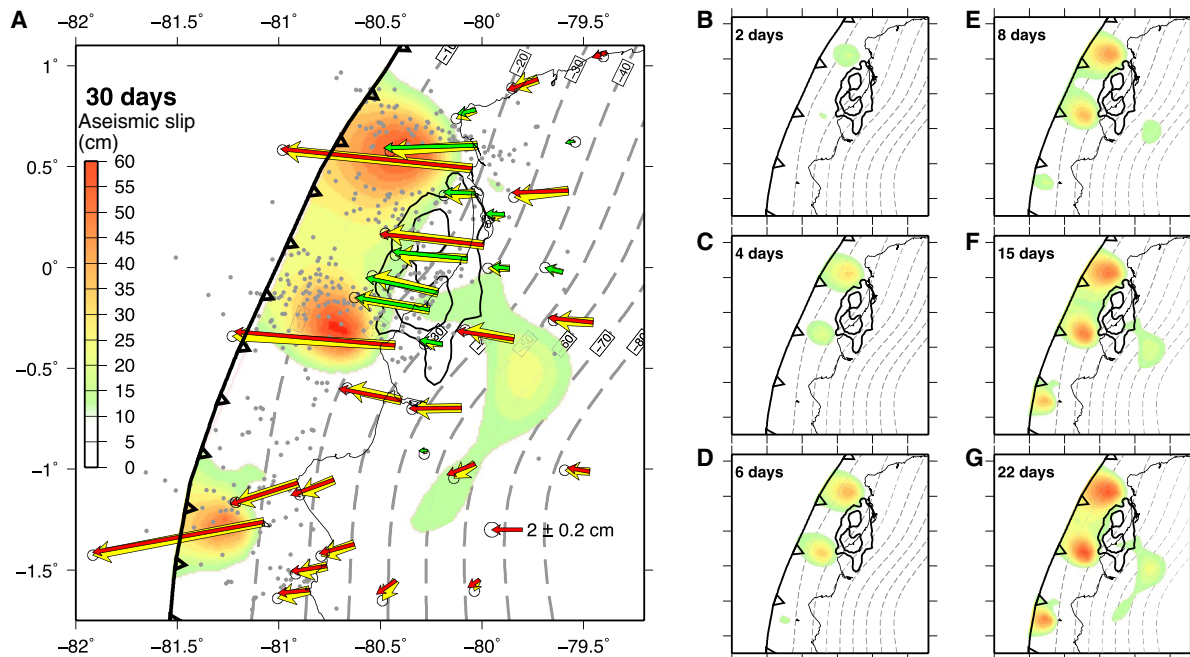 A
−82˚ −81.5˚ −81˚ −80.5˚ −80˚ −79.5˚
1˚
0.5˚
0˚
−0.5˚
−1˚
−1.5˚
30 days
Aseismic slip
(cm)
60
55
50
45
40
35
30
25
20
15
10
5
0
−10
−20
−30
−40
−30
−50
−60
−70
−80
2 ± 0.2 cm
−82˚ −81.5˚ −81˚ −80.5˚ −80˚ −79.5˚
B
2 days
C
4 days
D
6 days
E
8 days
F
15 days
G
22 days